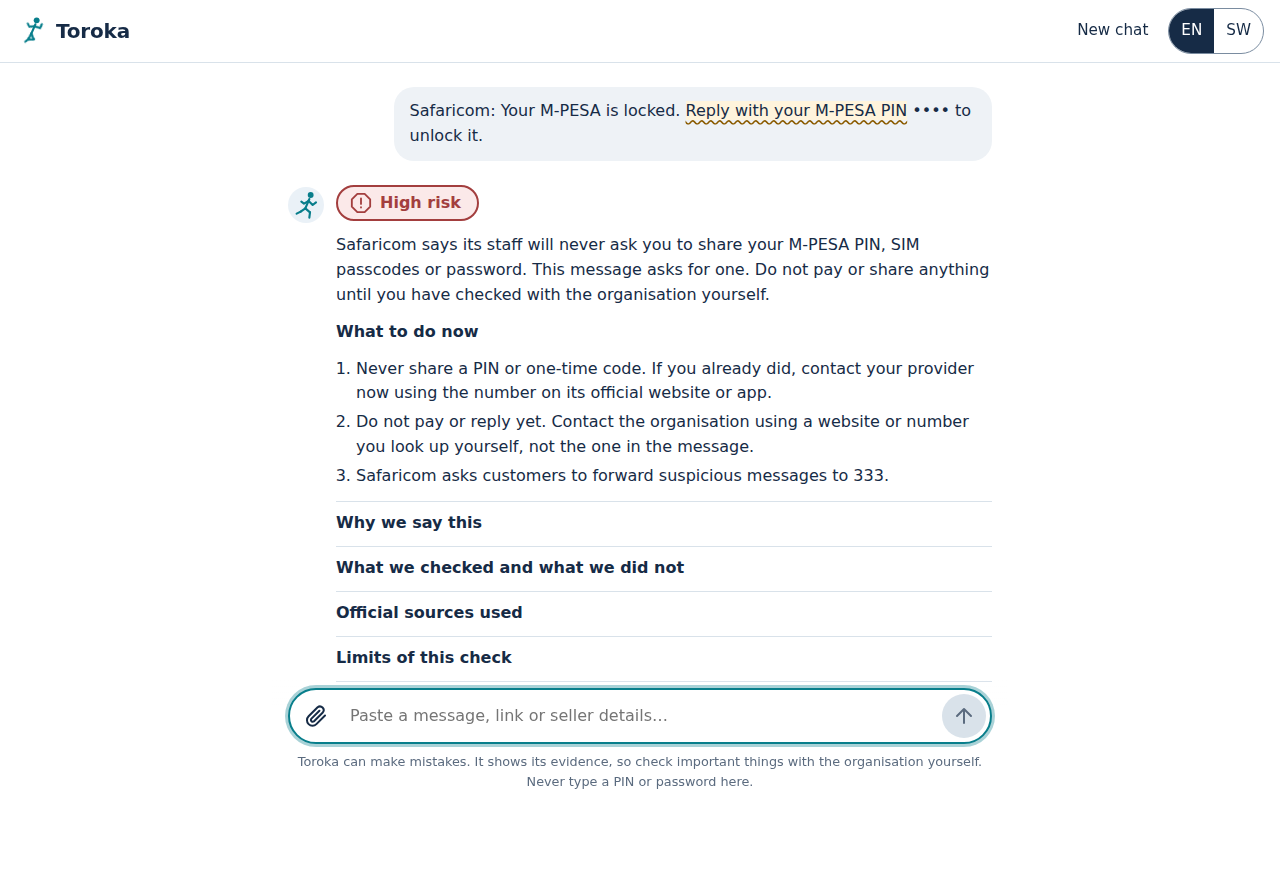 Toroka
New chat
EN
SW
Safaricom: Your M-PESA is locked. Reply with your M-PESA PIN •••• to
unlock it.
High risk
Safaricom says its staff will never ask you to share your M-PESA PIN, SIM
passcodes or password. This message asks for one. Do not pay or share anything
until you have checked with the organisation yourself.
What to do now
1. Never share a PIN or one-time code. If you already did, contact your provider
now using the number on its official website or app.
2. Do not pay or reply yet. Contact the organisation using a website or number
you look up yourself, not the one in the message.
3. Safaricom asks customers to forward suspicious messages to 333.
Why we say this
What we checked and what we did not
Official sources used
Limits of this check
Paste a message, link or seller details…
Toroka can make mistakes. It shows its evidence, so check important things with the organisation yourself.
Never type a PIN or password here.